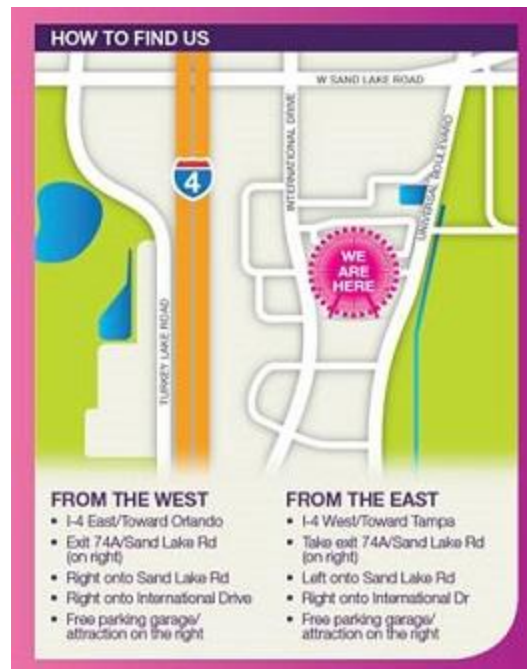 HOW TO FIND US
W SAND LAKE ROAD
INTERNATIONAL DRIVE
UNIVERSAL BOULEVARD
4
WE
ARE
HERE
TURKEY LAKE ROAD
FROM THE WEST
• I-4 East/Toward Orlando
• Exit 74A/Sand Lake Rd
(on right)
• Right onto Sand Lake Rd
• Right onto International Drive
• Free parking garage/
attraction on the right
FROM THE EAST
• I-4 West/Toward Tampa
• Take exit 74A/Sand Lake Rd
(on right)
• Left onto Sand Lake Rd
• Right onto International Dr
• Free parking garage/
attraction on the right